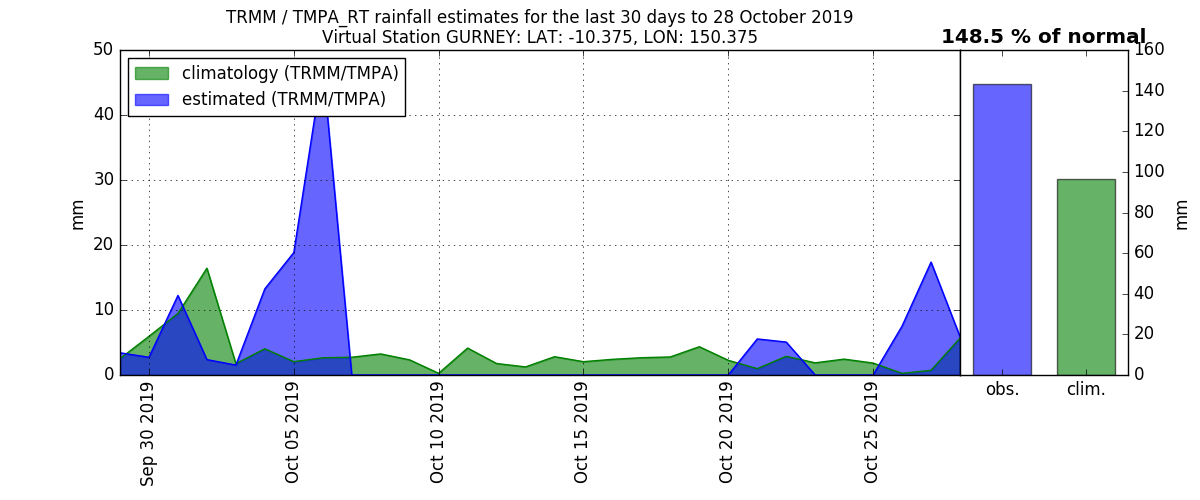 TRMM / TMPA_RT rainfall estimates for the last 30 days to 28 October 2019
Virtual Station GURNEY: LAT: -10.375, LON: 150.375
148.5 % of normal
climatology (TRMM/TMPA)
estimated (TRMM/TMPA)
50
40
30
20
10
0
mm
Sep 30 2019
Oct 05 2019
Oct 10 2019
Oct 15 2019
Oct 20 2019
Oct 25 2019
obs.
clim.
160
140
120
100
80
60
40
20
0
mm